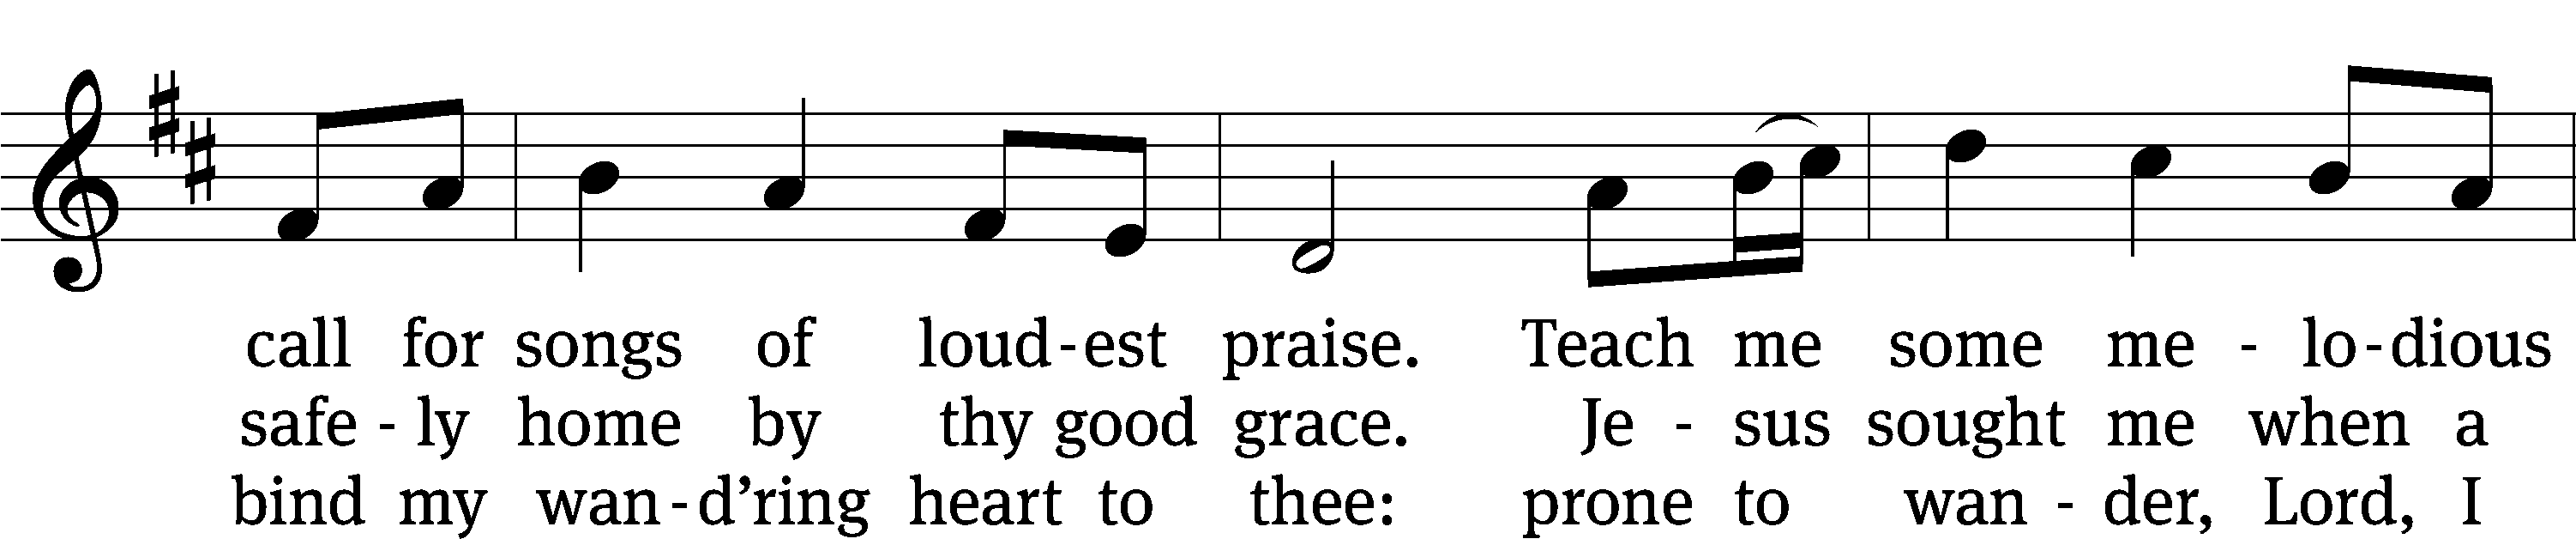 call for songs of loud - est praise. Teach me some me - lo - dious
safe - ly home by thy good grace. Je - sus sought me when a
bind my wan - d’ring heart to thee: prone to wan - der, Lord, I